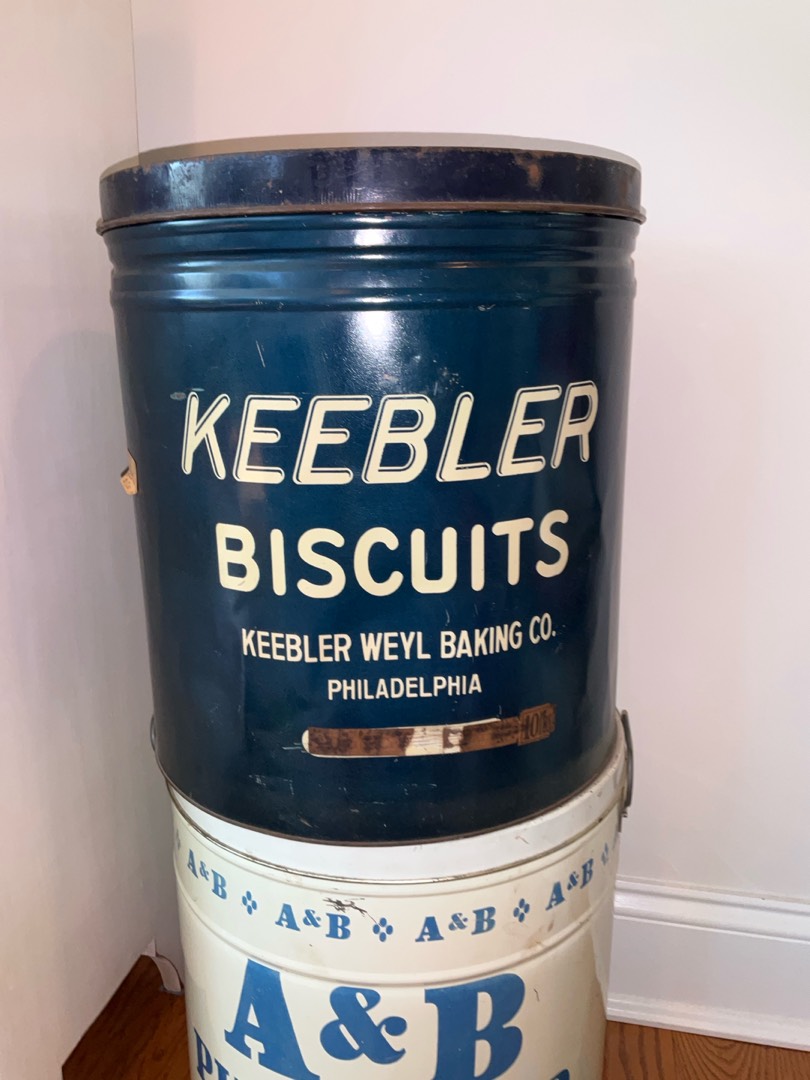 KEEBLER
BISCUITS
KEEBLER WEYL BAKING CO.
PHILADELPHIA
A&B A&B A&B A&B
A&B